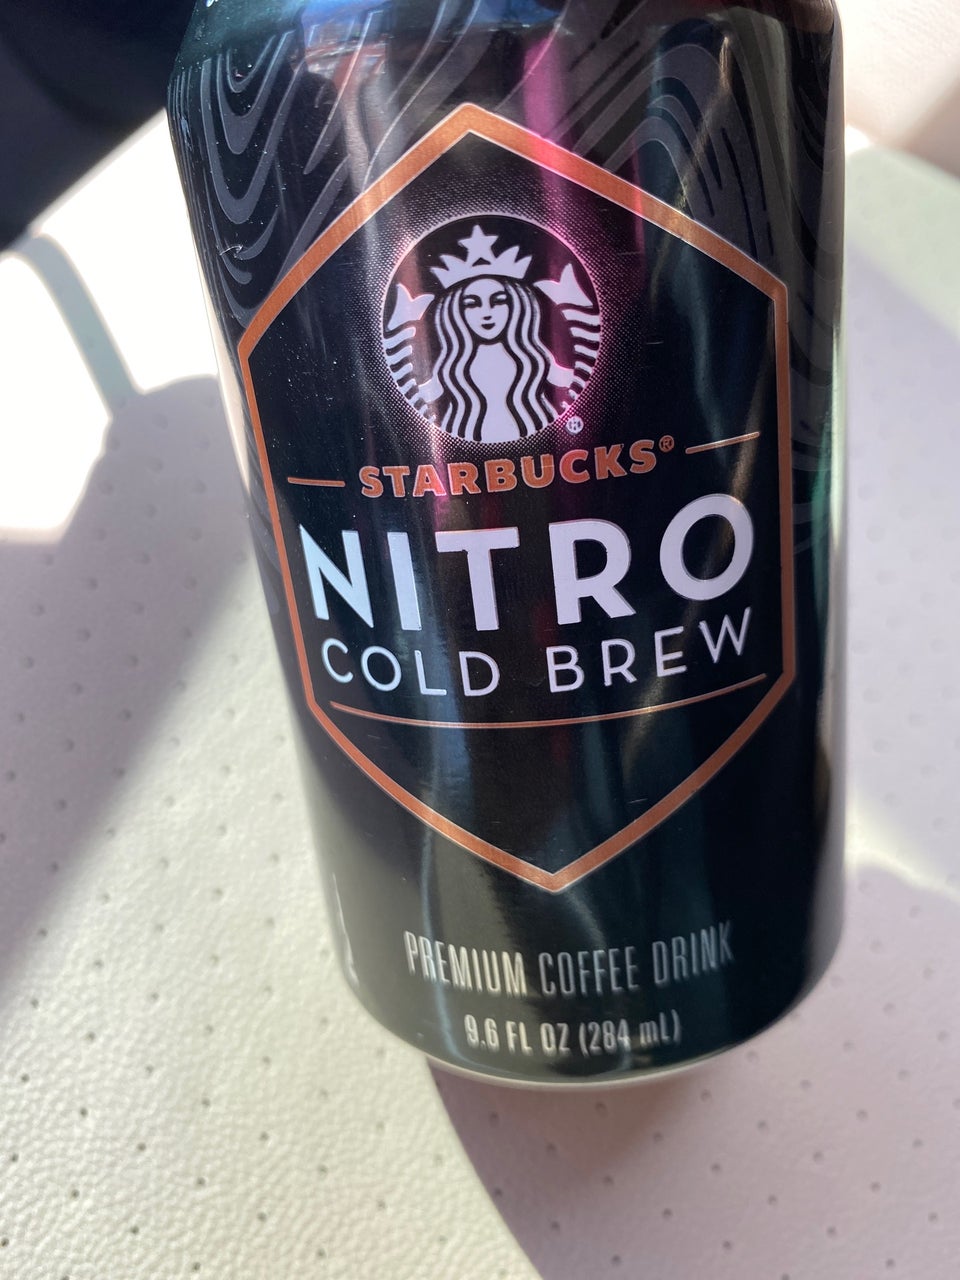 STARBUCKS®
NITRO
COLD BREW
PREMIUM COFFEE DRINK
9.6 FL OZ (284 mL)